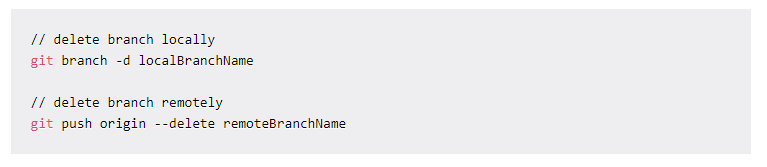 // delete branch locally
git branch -d localBranchName
// delete branch remotely
git push origin --delete remoteBranchName